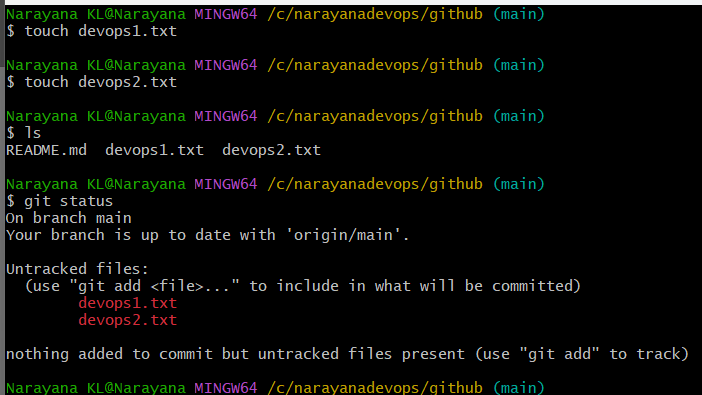 Narayana KL@Narayana MINGW64 /c/narayanadevops/github (main)
$ touch devops1.txt
Narayana KL@Narayana MINGW64 /c/narayanadevops/github (main)
$ touch devops2.txt
Narayana KL@Narayana MINGW64 /c/narayanadevops/github (main)
$ ls
README.md  devops1.txt  devops2.txt
Narayana KL@Narayana MINGW64 /c/narayanadevops/github (main)
$ git status
On branch main
Your branch is up to date with 'origin/main'.
Untracked files:
  (use "git add <file>..." to include in what will be committed)
        devops1.txt
        devops2.txt
nothing added to commit but untracked files present (use "git add" to track)
Narayana KL@Narayana MINGW64 /c/narayanadevops/github (main)